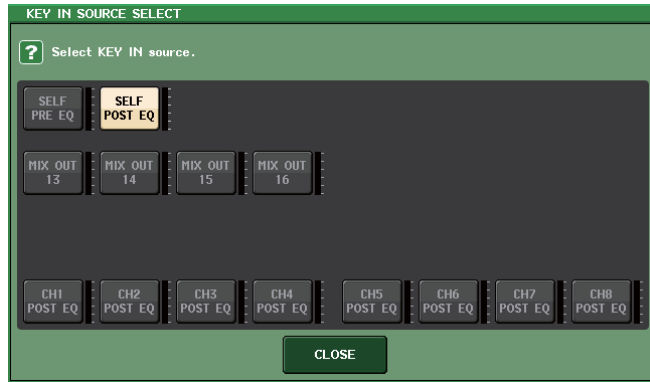 KEY IN SOURCE SELECT
? Select KEY IN source.
SELF PRE EQ
SELF POST EQ
MIX OUT 13
MIX OUT 14
MIX OUT 15
MIX OUT 16
CH1 POST EQ
CH2 POST EQ
CH3 POST EQ
CH4 POST EQ
CH5 POST EQ
CH6 POST EQ
CH7 POST EQ
CH8 POST EQ
CLOSE